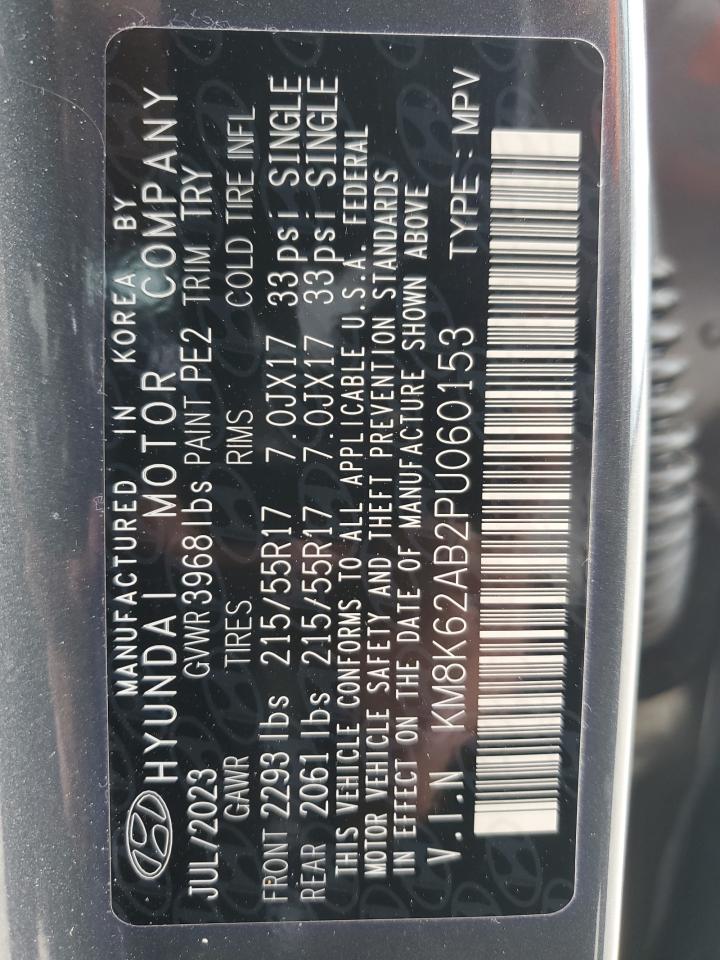 MANUFACTURED IN KOREA BY
HYUNDAI MOTOR COMPANY
JUL/2023 GVWR 3968 lbs PAINT PE2 TRIM TRY
GAWR TIRES RIMS COLD TIRE INFL
FRONT 2293 lbs 215/55R17 7.0JX17 33psi SINGLE
REAR 2061 lbs 215/55R17 7.0JX17 33psi SINGLE
THIS VEHICLE CONFORMS TO ALL APPLICABLE U.S.A. FEDERAL
MOTOR VEHICLE SAFETY AND THEFT PREVENTION STANDARDS
IN EFFECT ON THE DATE OF MANUFACTURE SHOWN ABOVE
V.I.N KM8K62AB2PU060153 TYPE: MPV